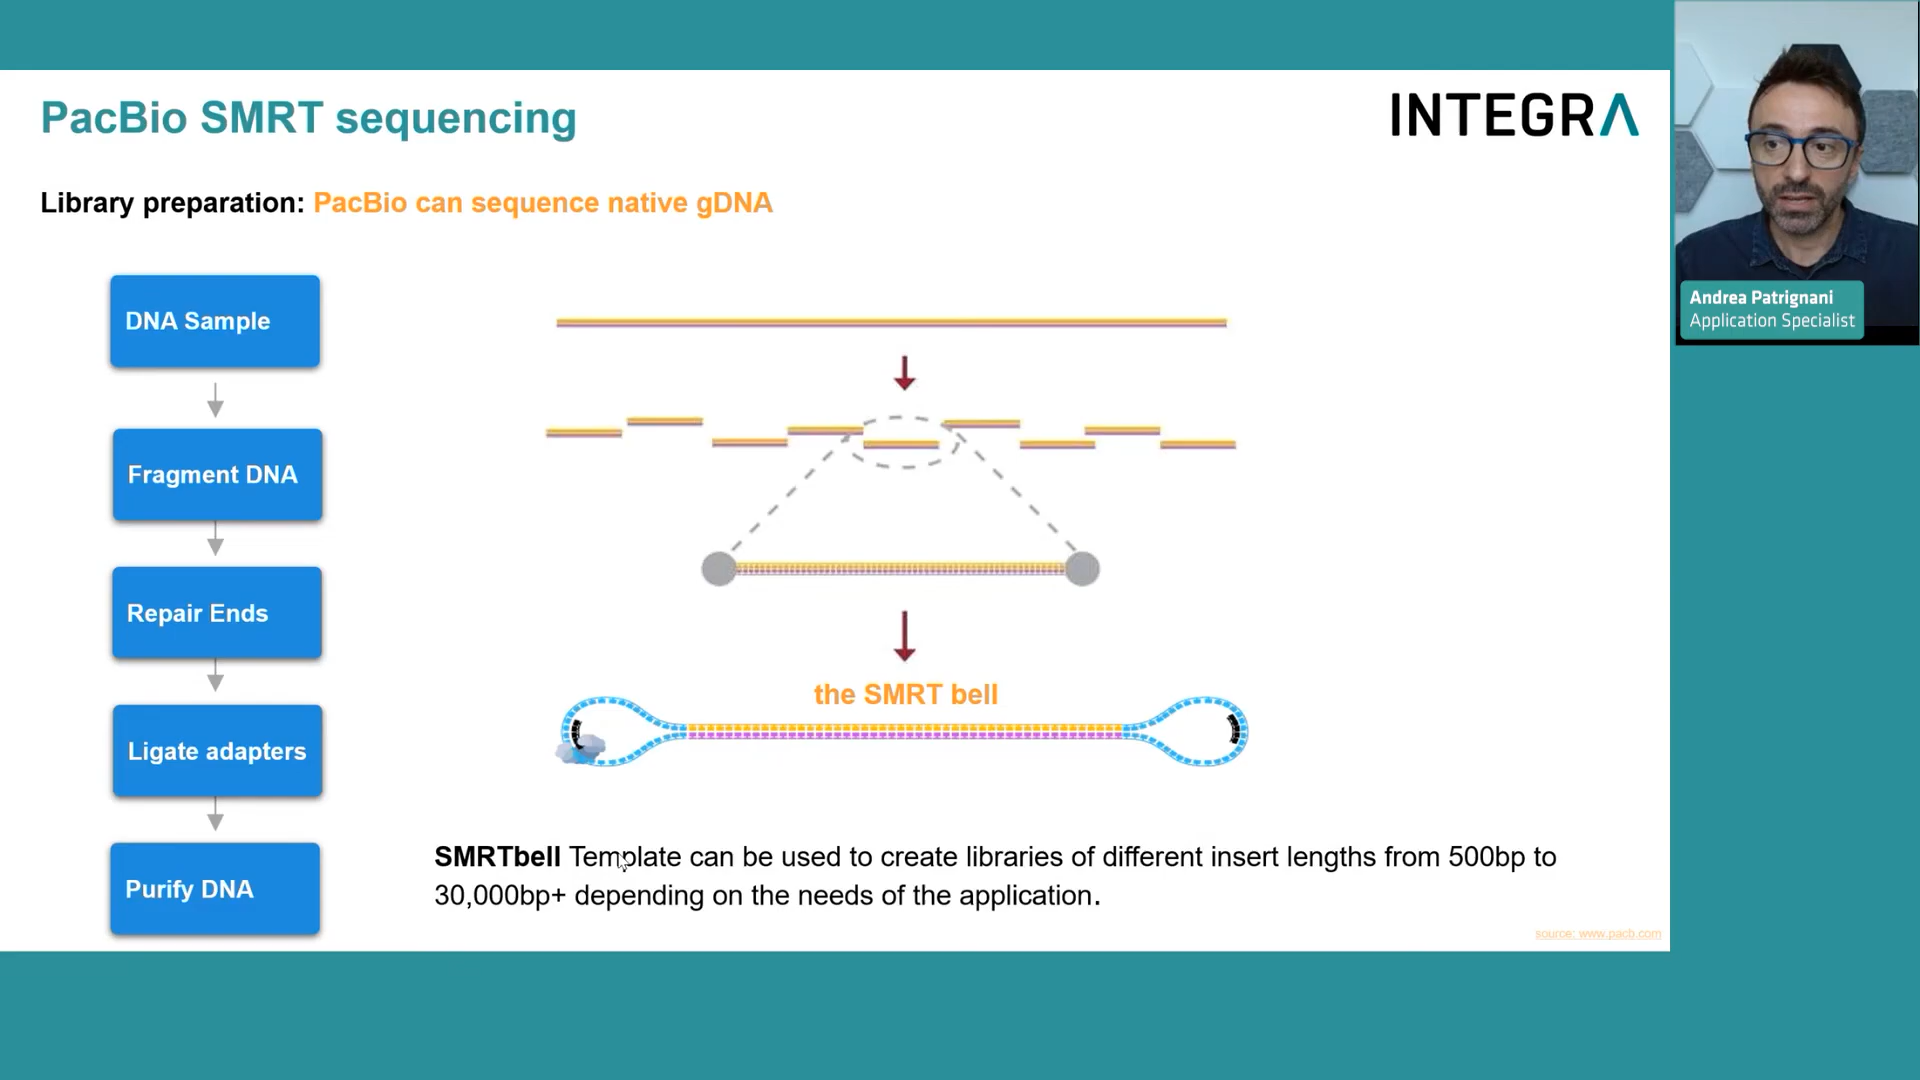 PacBio SMRT sequencing
INTEGRA
Library preparation: PacBio can sequence native gDNA
DNA Sample
Fragment DNA
Repair Ends
Ligate adapters
Purify DNA
the SMRT bell
SMRTbell Template can be used to create libraries of different insert lengths from 500bp to
30,000bp+ depending on the needs of the application.
source: www.pacb.com
Andrea Patrignani
Application Specialist